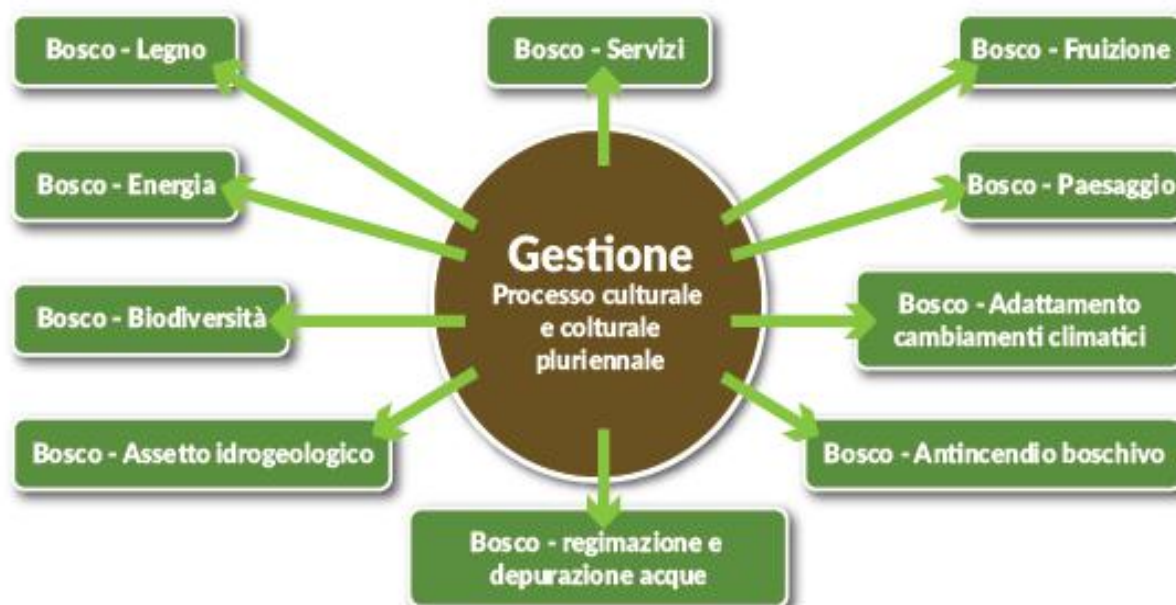 Bosco - Legno
Bosco - Servizi
Bosco - Fruizione
Bosco - Energia
Bosco - Paesaggio
Gestione
Processo culturale
e colturale
pluriennale
Bosco - Biodiversità
Bosco - Adattamento
cambiamenti climatici
Bosco - Assetto idrogeologico
Bosco - Antincendio boschivo
Bosco - regimazione e
depurazione acque